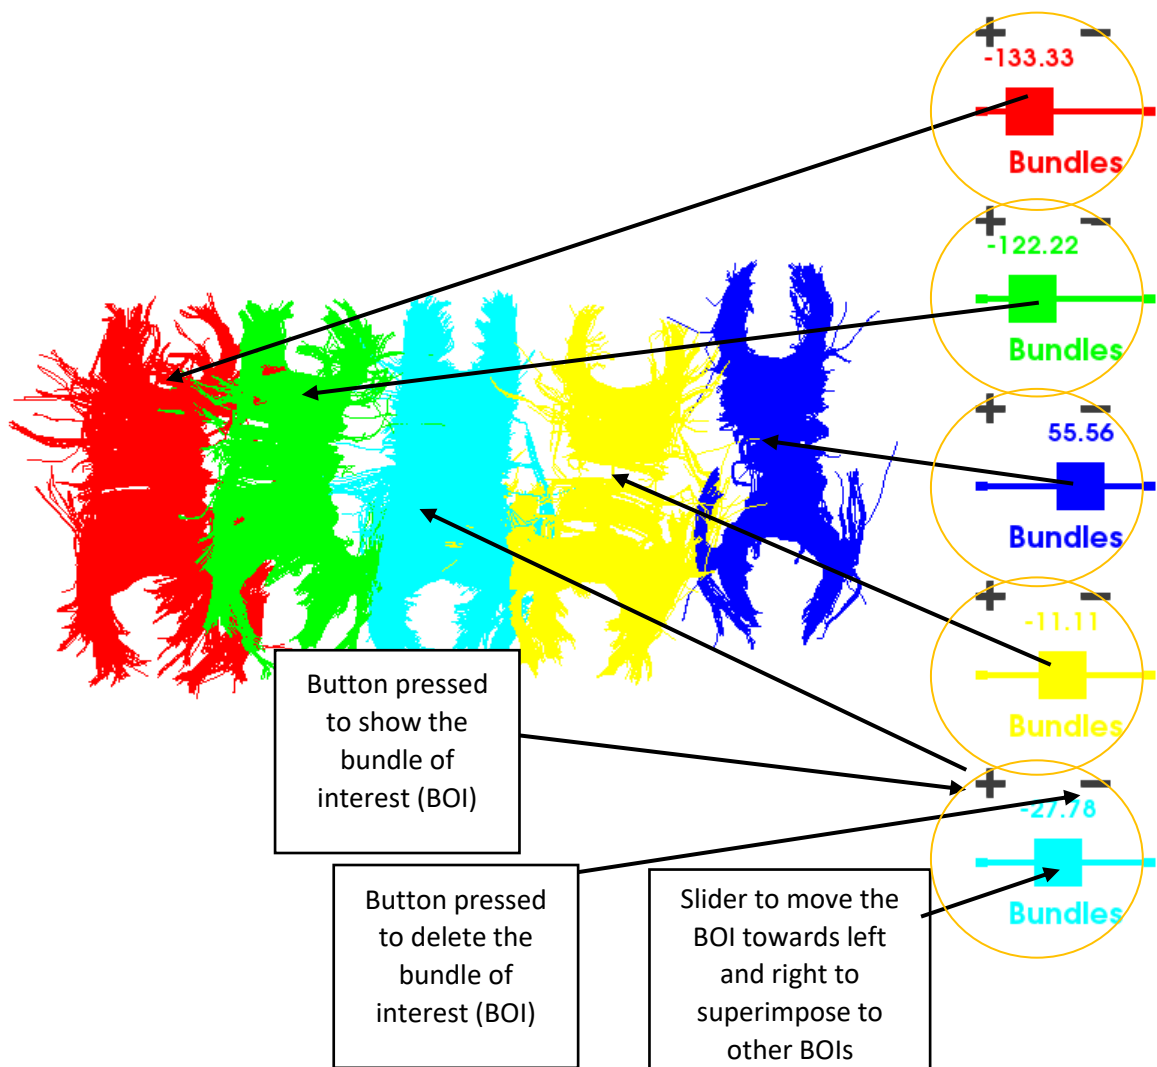 -133.33
Bundles
-122.22
Bundles
55.56
Bundles
-11.11
Bundles
-27.78
Bundles
Button pressed
to show the
bundle of
interest (BOI)
Button pressed
to delete the
bundle of
interest (BOI)
Slider to move the
BOI towards left
and right to
superimpose to
other BOIs